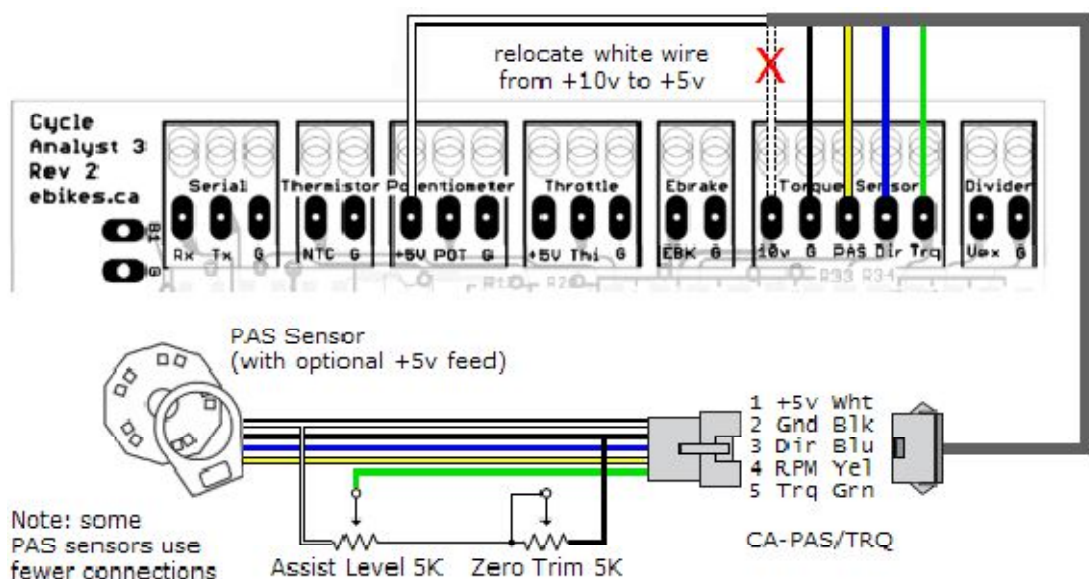 relocate white wire
from +10v to +5v
X
Cycle
Analyst 3
Rev 2
ebikes.ca
Serial Thermistor Potentiometer Throttle Ebrake Torque Sensor Divider
B1
G
Rx Tx G NTC G +5V POT G +5V Thi G EBK G 10v G PAS Dir Trq Vex G
R33 R34
PAS Sensor
(with optional +5v feed)
1 +5v Wht
2 Gnd Blk
3 Dir Blu
4 RPM Yel
5 Trq Grn
CA-PAS/TRQ
Note: some
PAS sensors use
fewer connections
Assist Level 5K Zero Trim 5K